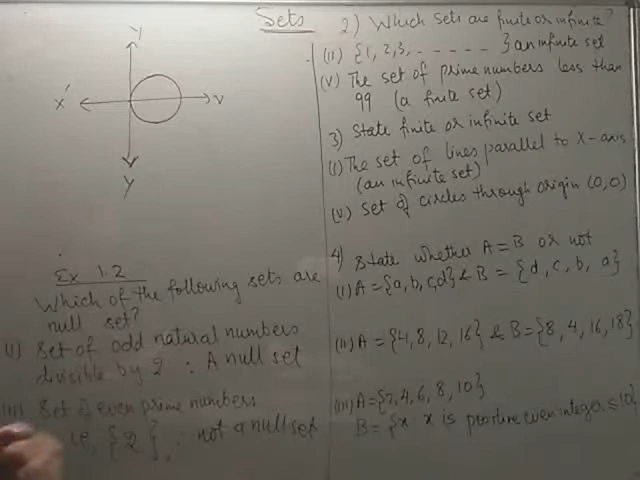 Sets
y
x'
y
Ex 1.2
Which of the following sets are
null set?
(i) Set of odd natural numbers
divisible by 2 : A null set
Set of even prime numbers
i.e, {2}, : not a null set
2) Which sets are finite or infinite?
(ii) {1, 2, 3, - - - - - - } an infinite set
(v) The set of prime numbers less than
99 (a finite set)
3) State finite or infinite set
(i) The set of lines parallel to x-axis
(an infinite set)
(v) Set of circles through origin (0,0)
4) State whether A = B or not
(i) A = {a, b, c, d} & B = {d, c, b, a}
(ii) A = {4, 8, 12, 16} & B = {8, 4, 16, 18}
(iii) A = {2, 4, 6, 8, 10}
B = {x : x is positive even integer ≤ 10}